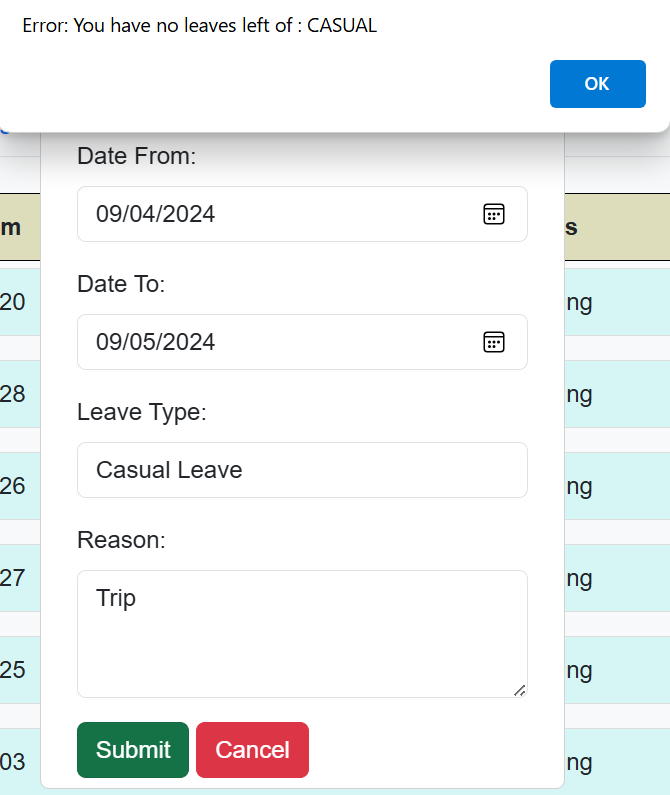 Error: You have no leaves left of : CASUAL
OK
Date From:
m
09/04/2024
s
Date To:
20
ng
09/05/2024
28
ng
Leave Type:
26
Casual Leave
ng
Reason:
27
Trip
ng
25
ng
03
Submit
Cancel
ng